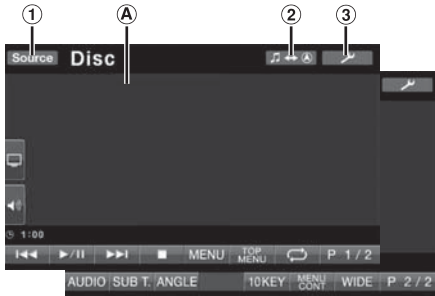 1 A 2 3
Source Disc
1:00
MENU TOP MENU P 1/2
AUDIO SUB T. ANGLE 10KEY MENU CONT WIDE P 2/2